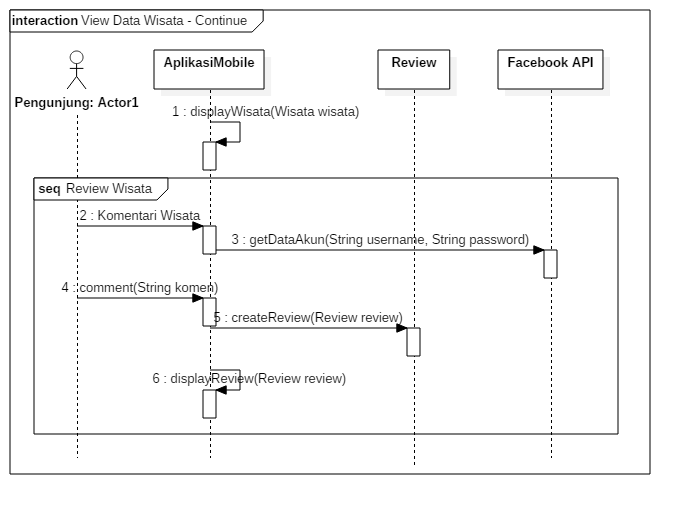 interaction View Data Wisata - Continue
Pengunjung: Actor1
AplikasiMobile
Review
Facebook API
1 : displayWisata(Wisata wisata)
seq Review Wisata
2 : Komentari Wisata
3 : getDataAkun(String username, String password)
4 : comment(String komen)
5 : createReview(Review review)
6 : displayReview(Review review)